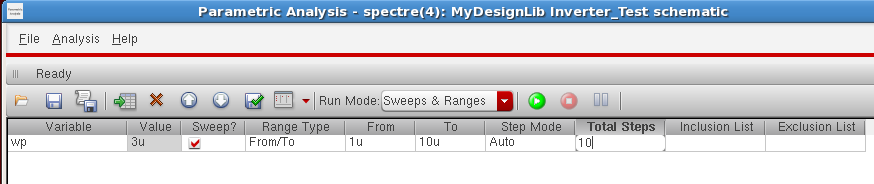 Parametric Analysis - spectre(4): MyDesignLib Inverter_Test schematic
File Analysis Help
Ready
Run Mode: Sweeps & Ranges
Variable Value Sweep? Range Type From To Step Mode Total Steps Inclusion List Exclusion List
wp 3u From/To 1u 10u Auto 10